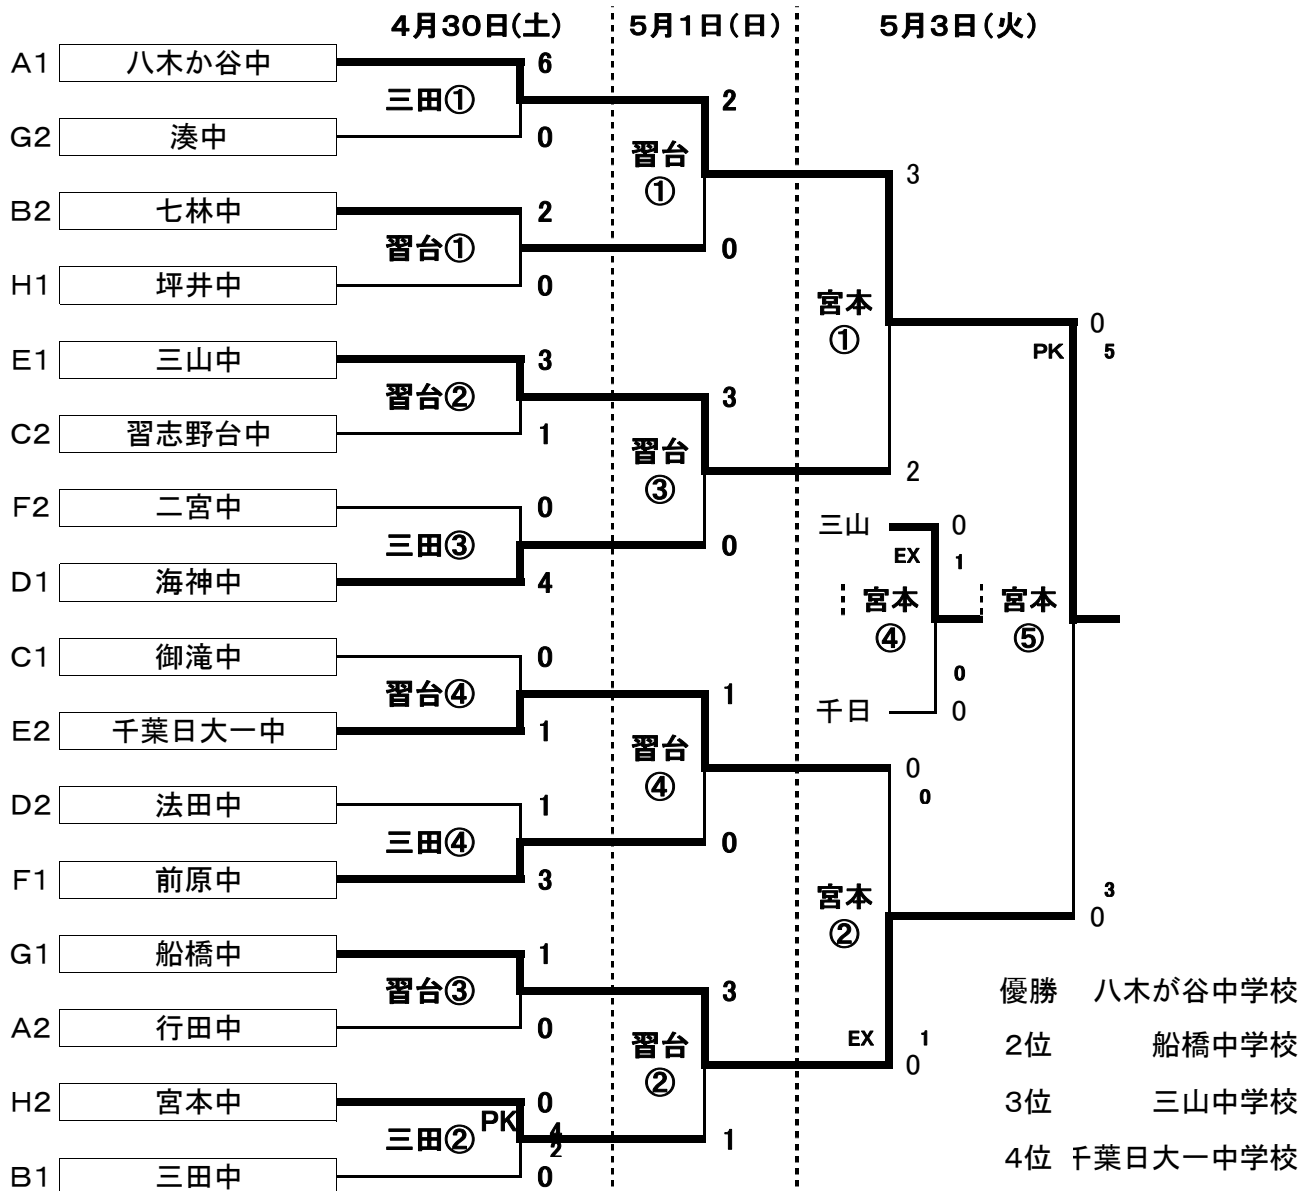 4月30日(土) 5月1日(日) 5月3日(火)
A1 八木か谷中 6
三田① 2
G2 湊中 0
習台
① 3
B2 七林中 2
習台① 0
H1 坪井中 0
宮本
① 0
PK 5
E1 三山中 3
習台② 3
C2 習志野台中 1
習台
③ 2
F2 二宮中 0
三山 0
EX 1
三田③ 0
D1 海神中 4
宮本 宮本
④ ⑤
C1 御滝中 0
0
習台④ 1
千日 0
E2 千葉日大一中 1
習台
④ 0
0
D2 法田中 1
三田④ 0
F1 前原中 3
3
宮本
② 0
G1 船橋中 1
習台③ 3
優勝 八木が谷中学校
A2 行田中 0
EX 1
2位 船橋中学校
習台
② 0
H2 宮本中 0
3位 三山中学校
PK 4
2
三田② 1
4位 千葉日大一中学校
B1 三田中 0